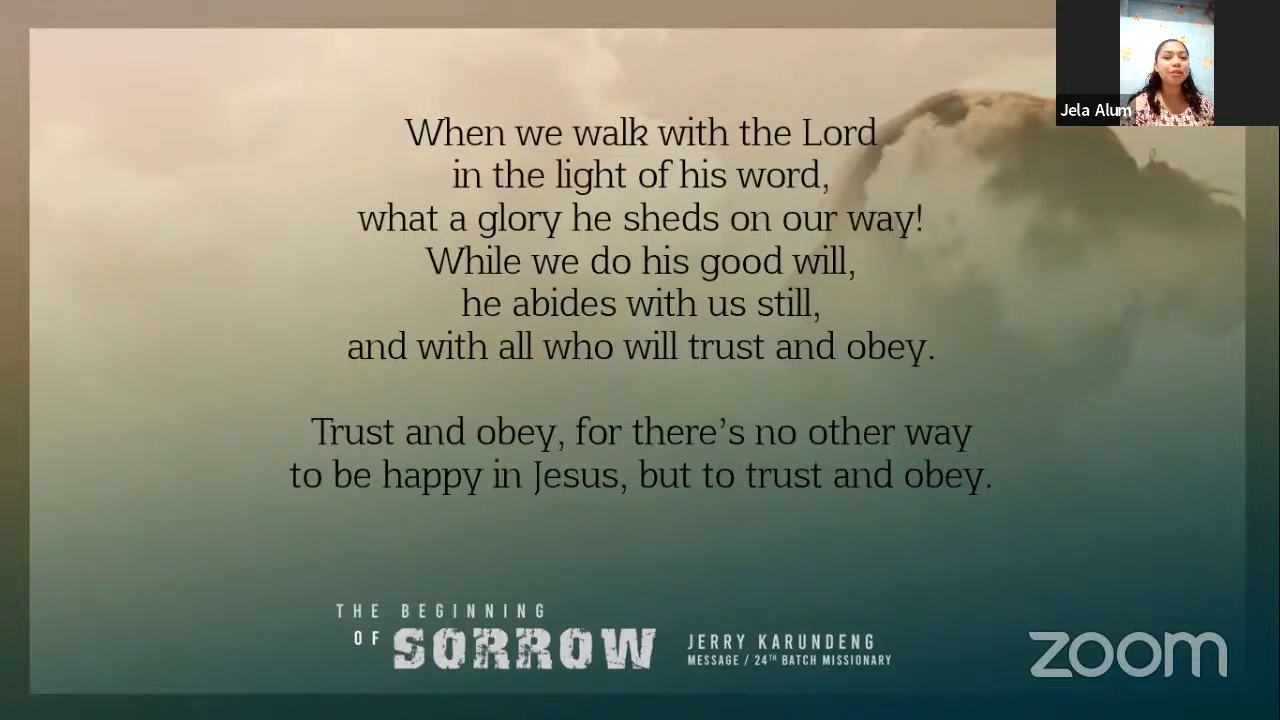 Jela Alum
When we walk with the Lord
in the light of his word,
what a glory he sheds on our way!
While we do his good will,
he abides with us still,
and with all who will trust and obey.
Trust and obey, for there's no other way
to be happy in Jesus, but to trust and obey.
THE BEGINNING
OF SORROW
JERRY KARUNDENG
MESSAGE / 24TH BATCH MISSIONARY
zoom